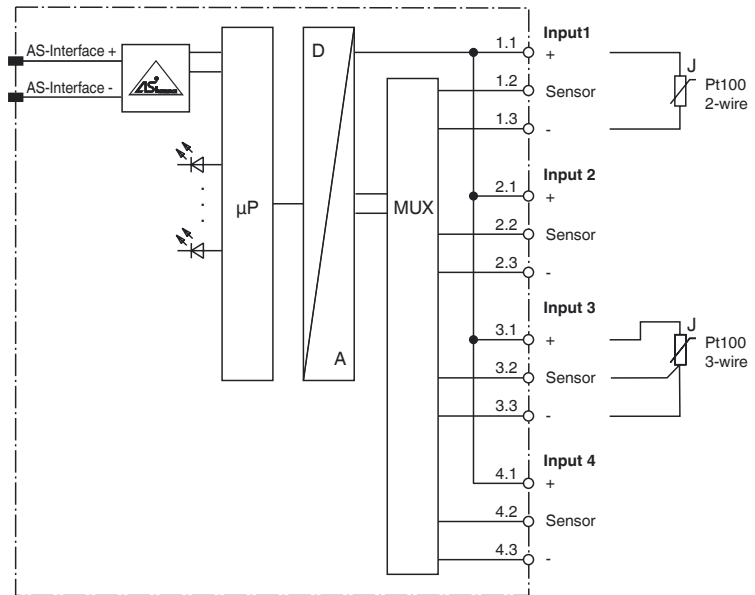 AS-Interface +
AS-Interface -
µP
D
A
MUX
Input1
1.1 +
1.2 Sensor
1.3 -
J
Pt100
2-wire
Input 2
2.1 +
2.2 Sensor
2.3 -
Input 3
3.1 +
3.2 Sensor
3.3 -
J
Pt100
3-wire
Input 4
4.1 +
4.2 Sensor
4.3 -